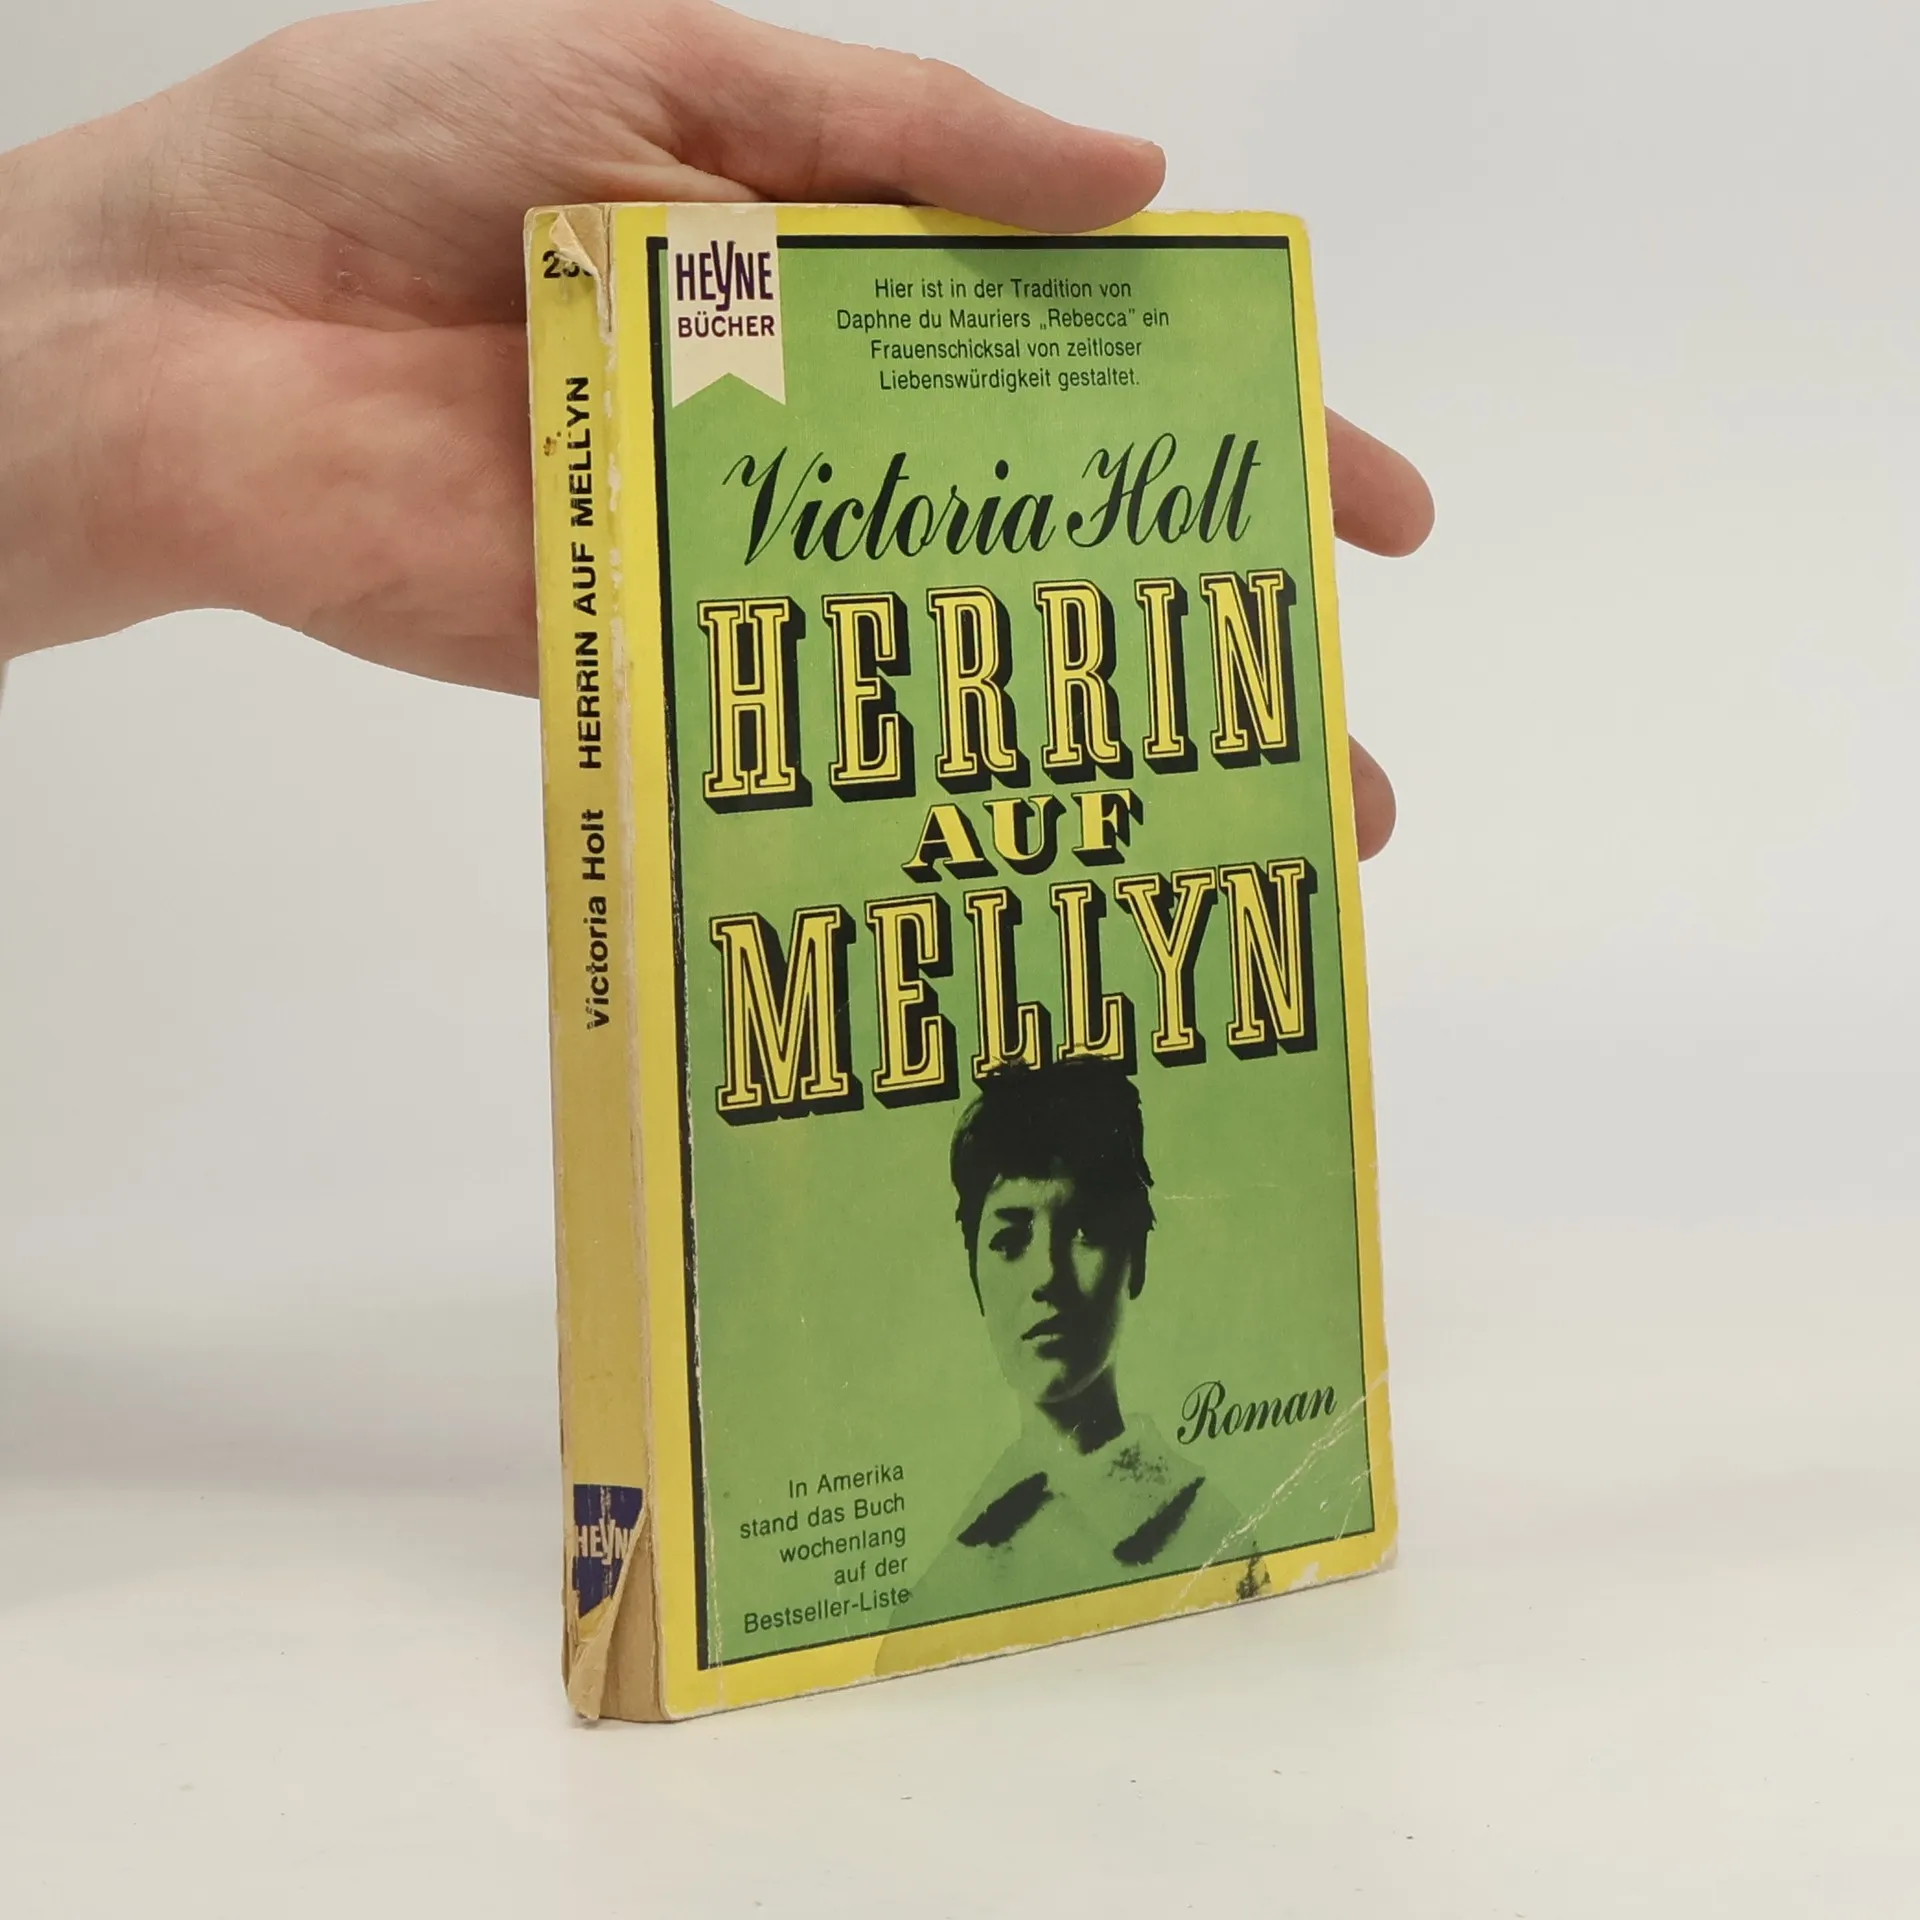 HEYNE
BÜCHER
Hier ist in der Tradition von
Daphne du Mauriers „Rebecca” ein
Frauenschicksal von zeitloser
Liebenswürdigkeit gestaltet.
Victoria Holt
HERRIN
AUF
MELLYN
Roman
In Amerika
stand das Buch
wochenlang
auf der
Bestseller-Liste
Victoria Holt HERRIN AUF MELLYN
HEYNE